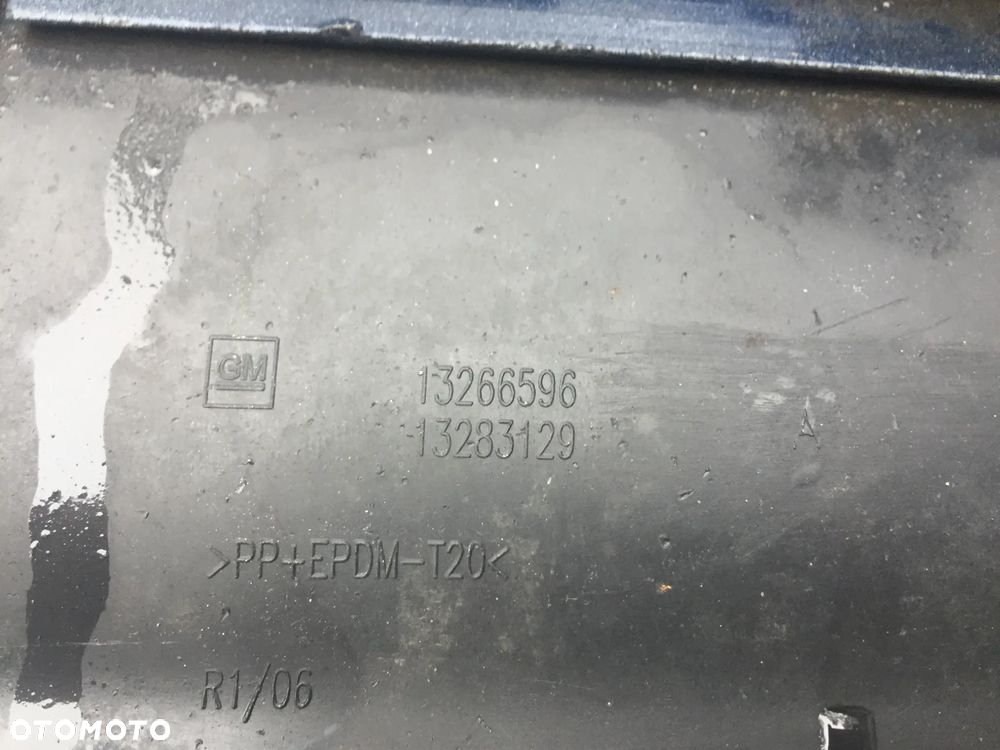 GM
13266596
13283129
>PP+EPDM-T20<
R1/06
OTOMOTO